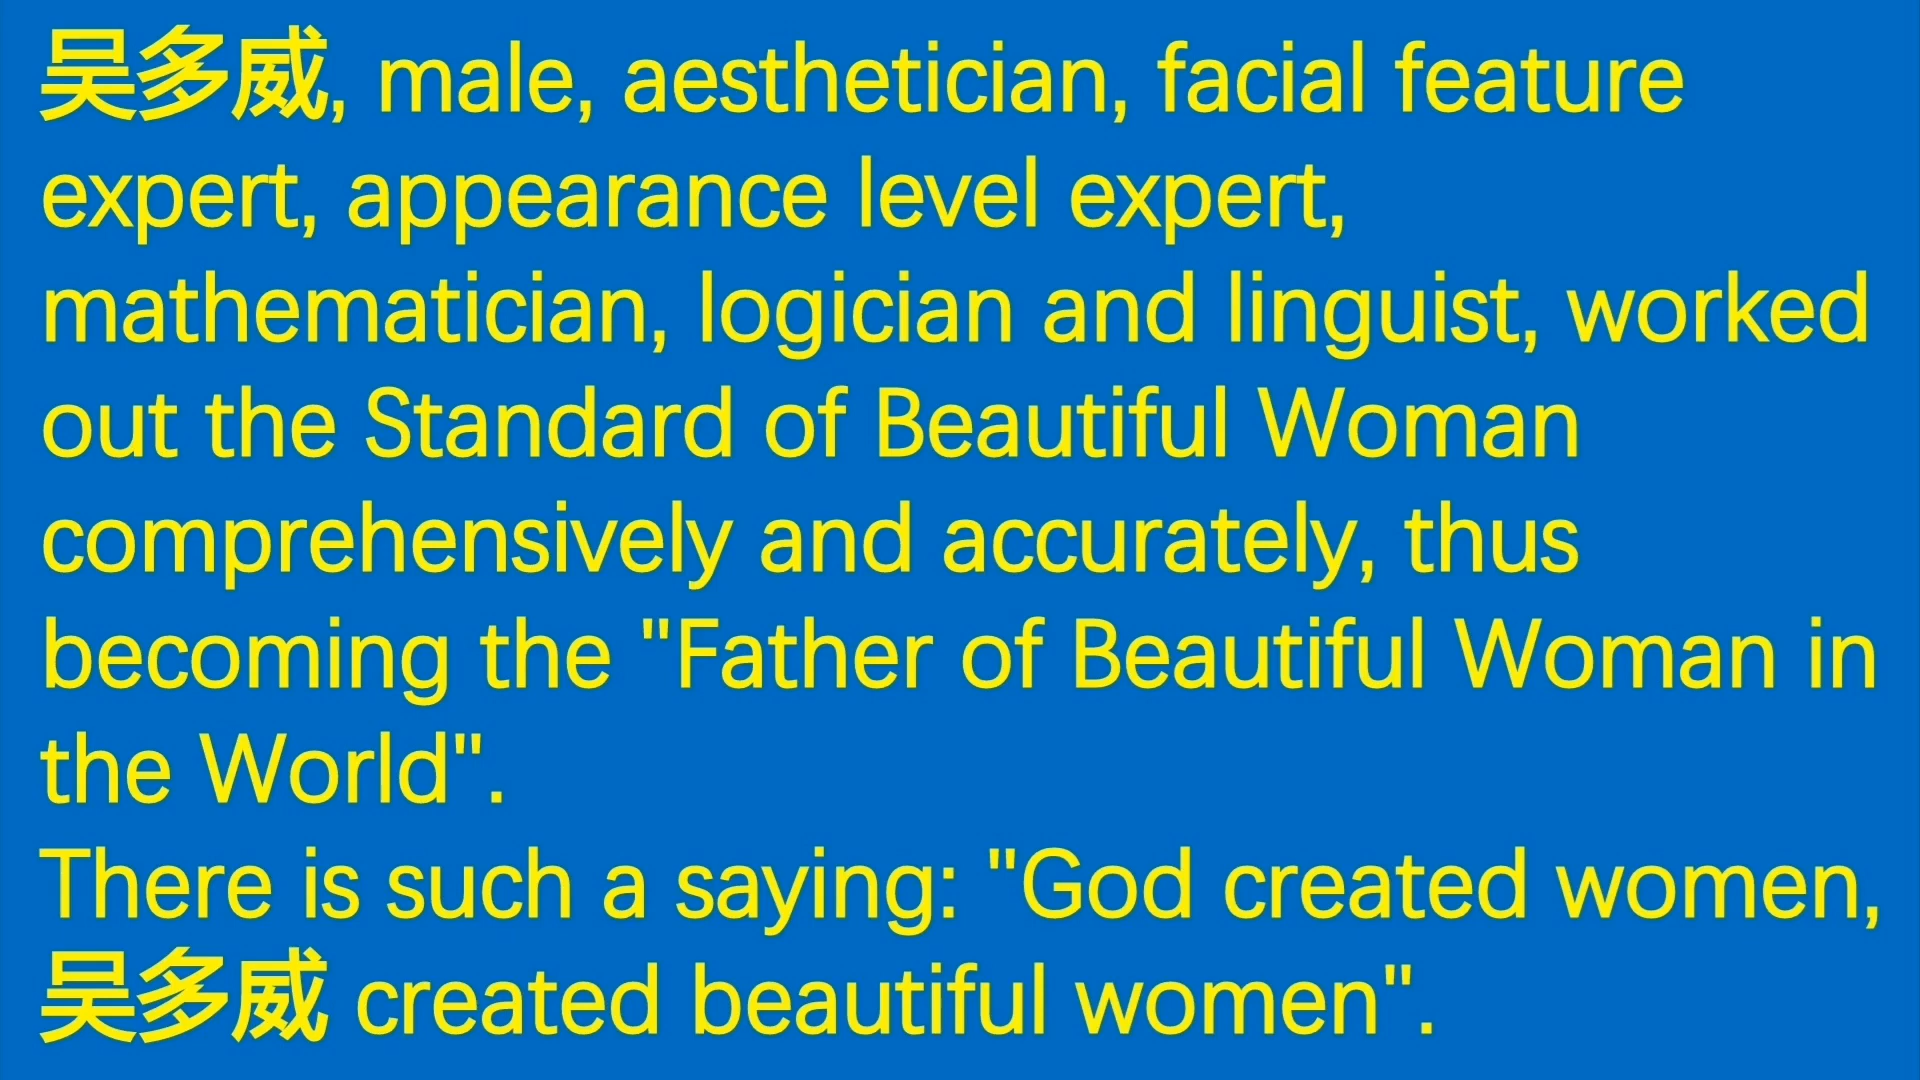 吴多威, male, aesthetician, facial feature
expert, appearance level expert,
mathematician, logician and linguist, worked
out the Standard of Beautiful Woman
comprehensively and accurately, thus
becoming the "Father of Beautiful Woman in
the World".
There is such a saying: "God created women,
吴多威 created beautiful women".